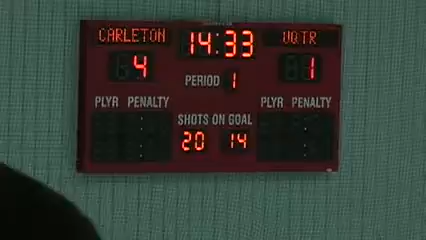 CARLETON 14:33 UQTR
4 1
PERIOD 1
PLYR PENALTY PLYR PENALTY
SHOTS ON GOAL
20 14